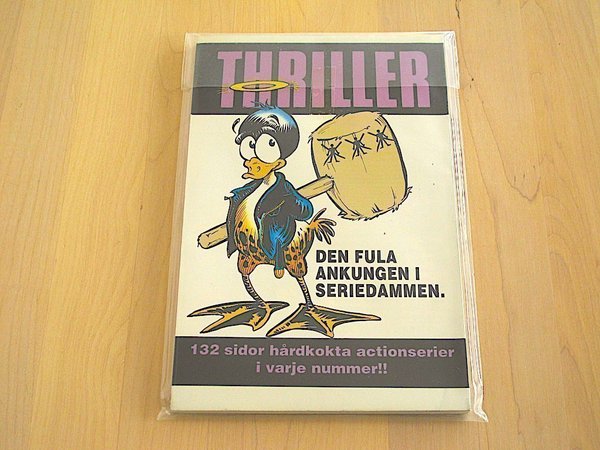 THRILLER
DEN FULA
ANKUNGEN I
SERIEDAMMEN.
132 sidor hårdkokta actionserier
i varje nummer!!